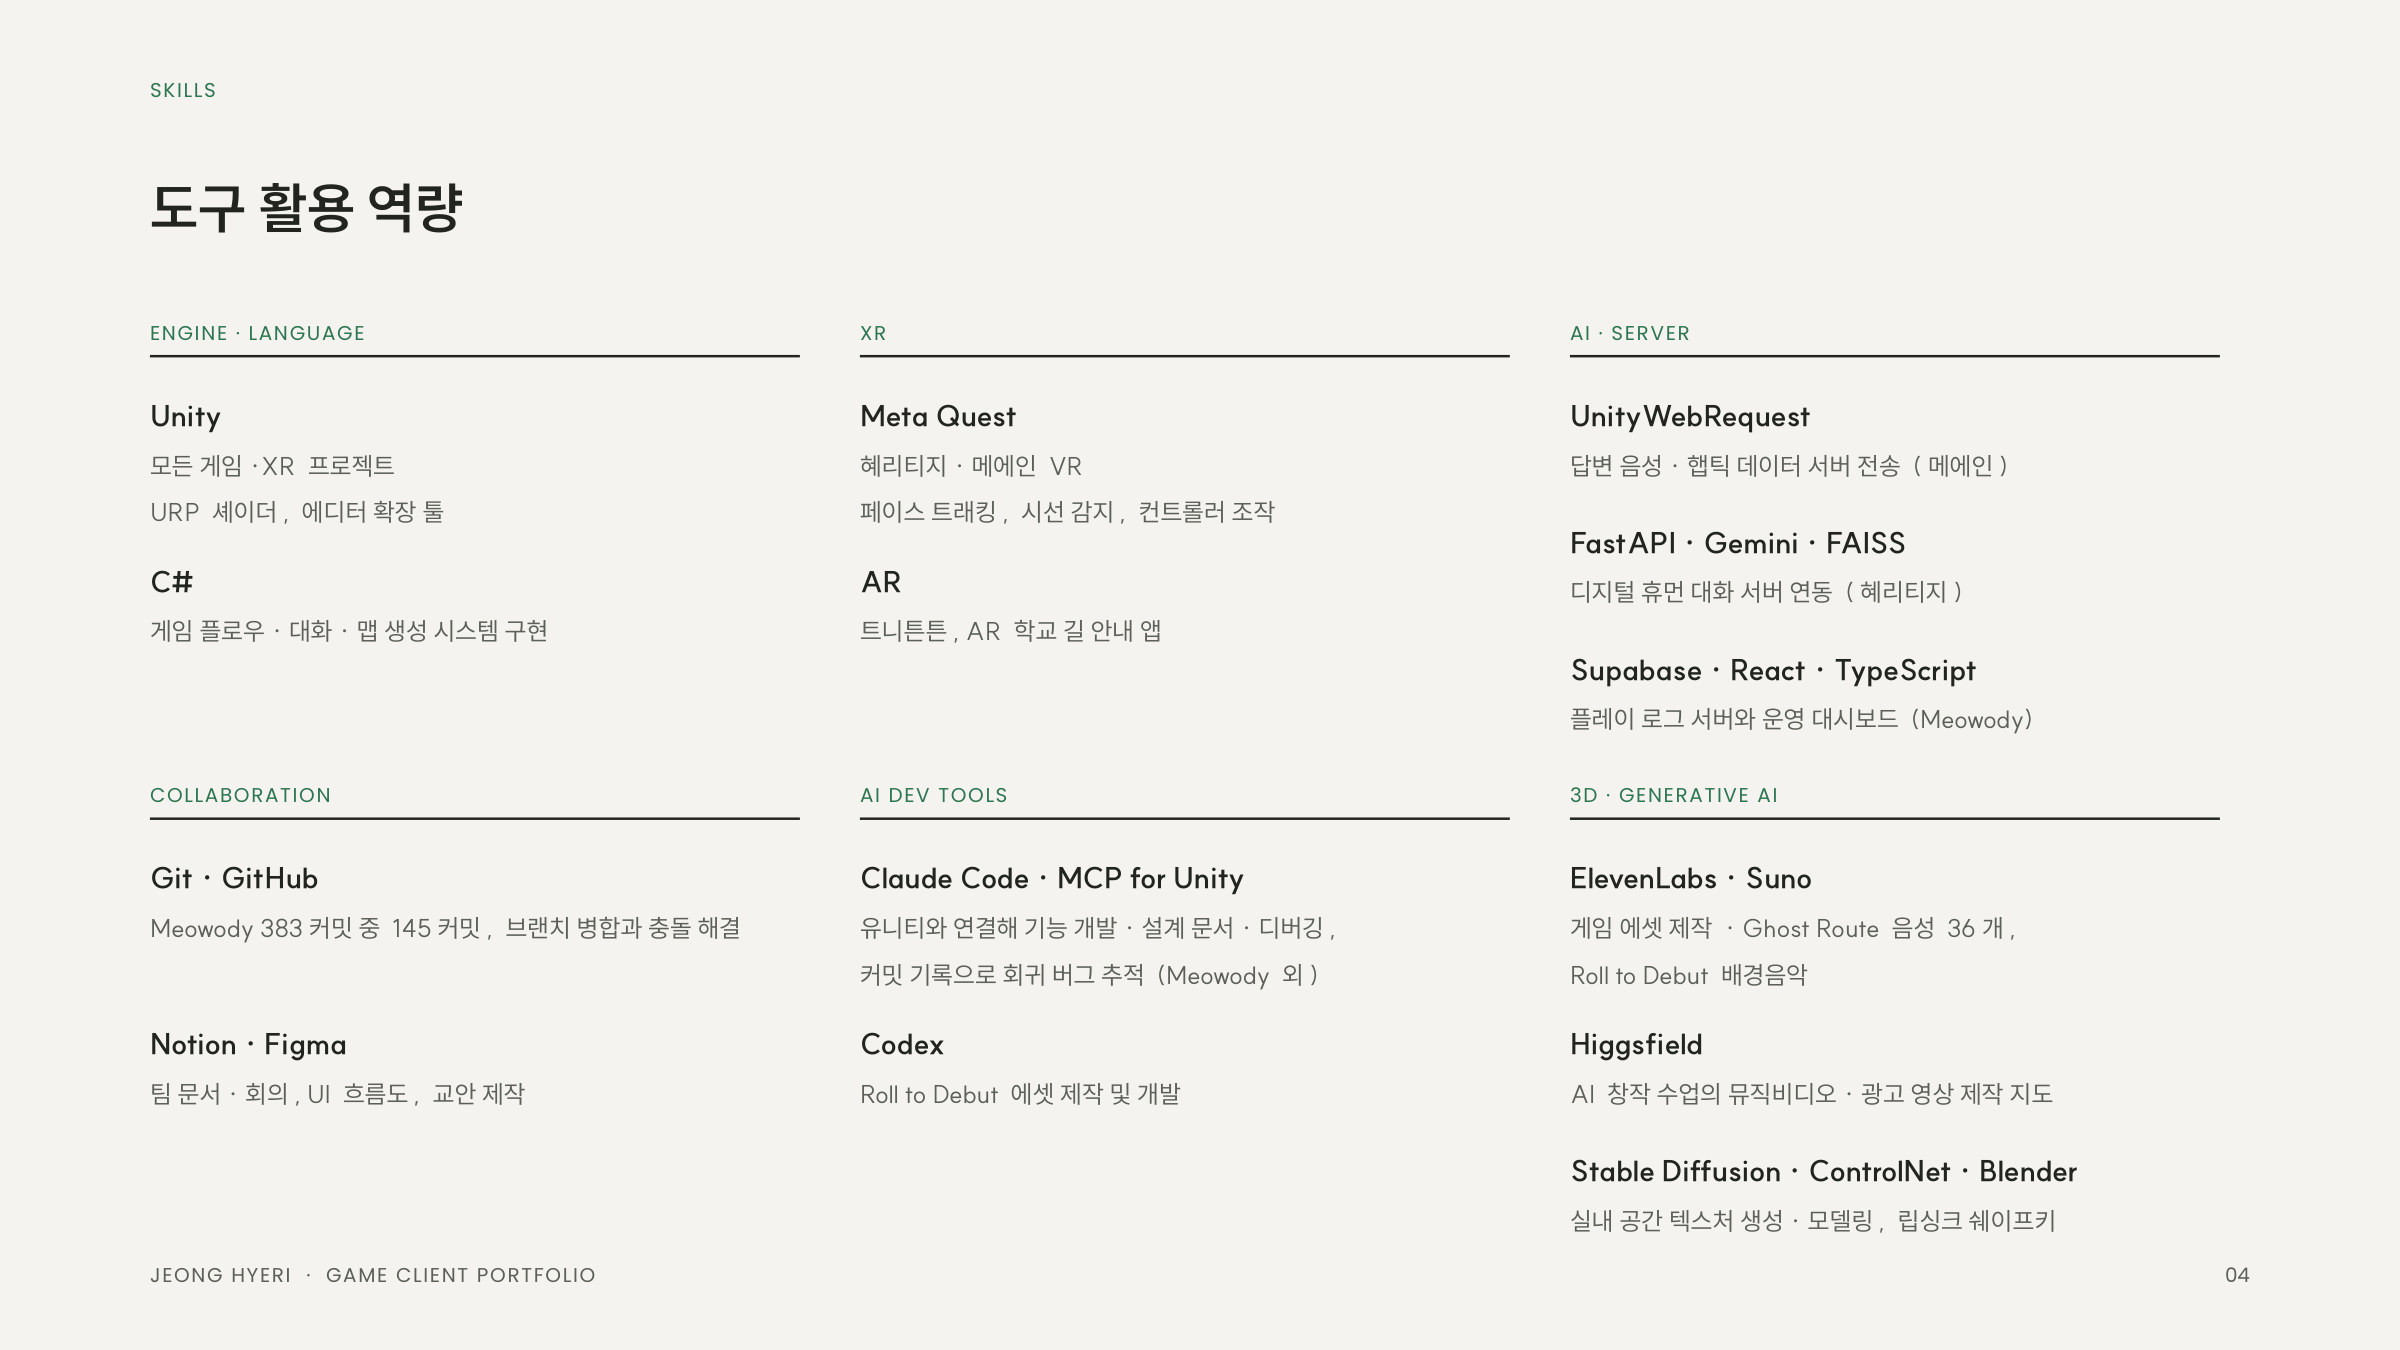 SKILLS
도구 활용 역량
ENGINE · LANGUAGE
Unity
모든 게임 ·XR 프로젝트
URP 셰이더, 에디터 확장 툴
C#
게임 플로우 · 대화 · 맵 생성 시스템 구현
XR
Meta Quest
혜리티지 · 메에인 VR
페이스 트래킹, 시선 감지, 컨트롤러 조작
AR
트니튼튼, AR 학교 길 안내 앱
AI · SERVER
UnityWebRequest
답변 음성 · 햅틱 데이터 서버 전송 (메에인)
FastAPI · Gemini · FAISS
디지털 휴먼 대화 서버 연동 (혜리티지)
Supabase · React · TypeScript
플레이 로그 서버와 운영 대시보드 (Meowody)
COLLABORATION
Git · GitHub
Meowody 383 커밋 중 145 커밋, 브랜치 병합과 충돌 해결
Notion · Figma
팀 문서 · 회의, UI 흐름도, 교안 제작
AI DEV TOOLS
Claude Code · MCP for Unity
유니티와 연결해 기능 개발 · 설계 문서 · 디버깅,
커밋 기록으로 회귀 버그 추적 (Meowody 외)
Codex
Roll to Debut 에셋 제작 및 개발
3D · GENERATIVE AI
ElevenLabs · Suno
게임 에셋 제작 · Ghost Route 음성 36 개,
Roll to Debut 배경음악
Higgsfield
AI 창작 수업의 뮤직비디오 · 광고 영상 제작 지도
Stable Diffusion · ControlNet · Blender
실내 공간 텍스처 생성 · 모델링, 립싱크 쉐이프키
JEONG HYERI · GAME CLIENT PORTFOLIO
04